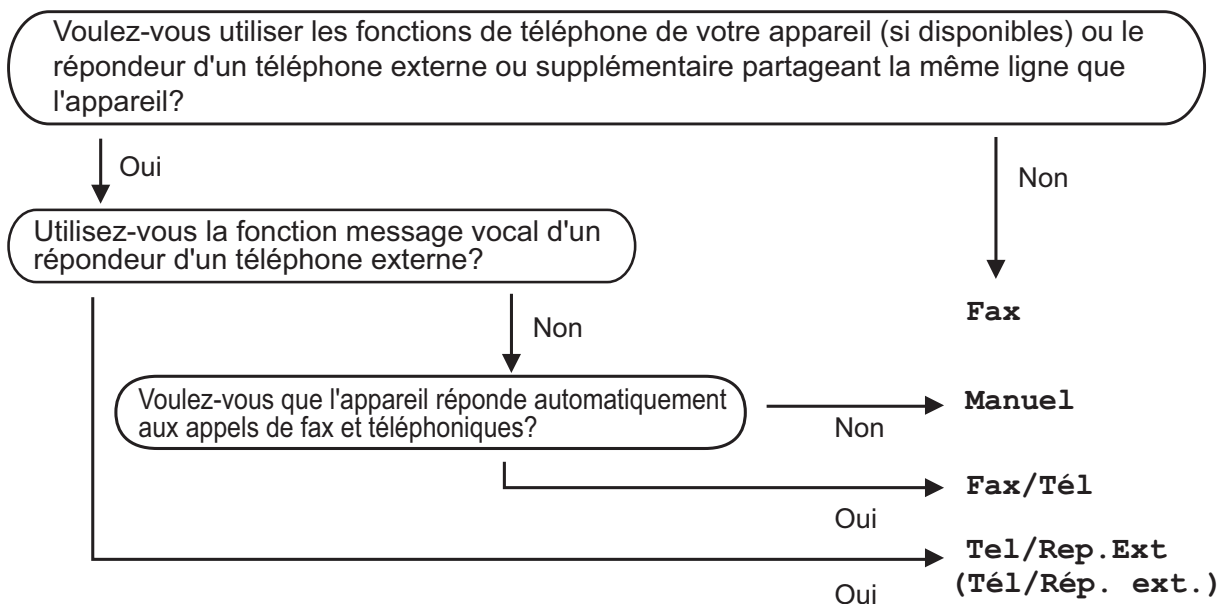 Voulez-vous utiliser les fonctions de téléphone de votre appareil (si disponibles) ou le
répondeur d'un téléphone externe ou supplémentaire partageant la même ligne que
l'appareil?
Oui
Non
Utilisez-vous la fonction message vocal d'un
répondeur d'un téléphone externe?
Non
Fax
Voulez-vous que l'appareil réponde automatiquement
aux appels de fax et téléphoniques?
Non
Manuel
Oui
Fax/Tél
Oui
Tel/Rep.Ext
(Tél/Rép. ext.)